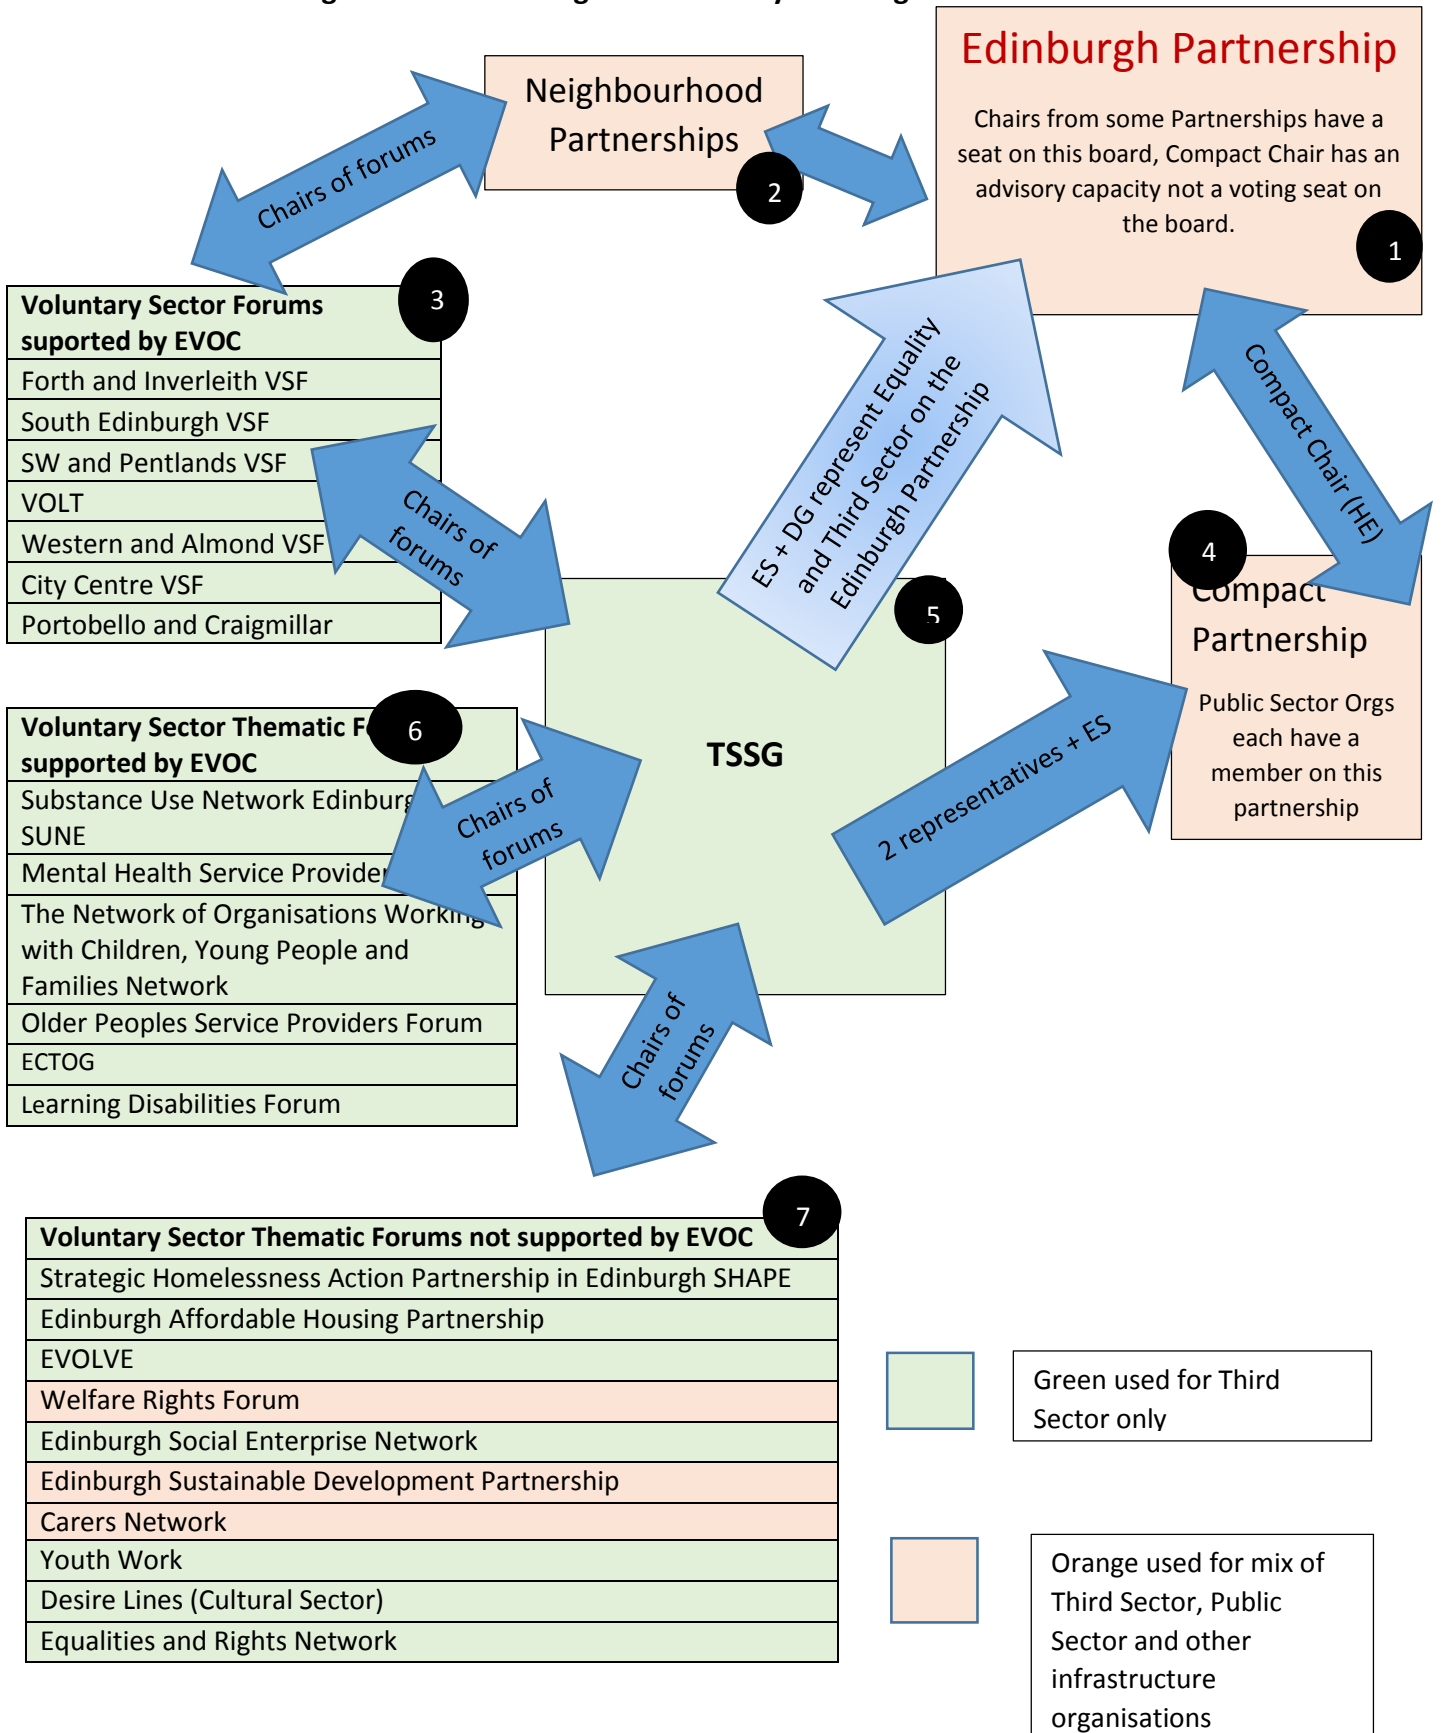 Edinburgh Partnership
Chairs from some Partnerships have a
seat on this board, Compact Chair has an
advisory capacity not a voting seat on
the board.
1
Neighbourhood
Partnerships
2
Chairs of forums
3
Voluntary Sector Forums
suported by EVOC
Forth and Inverleith VSF
South Edinburgh VSF
SW and Pentlands VSF
VOLT
Western and Almond VSF
City Centre VSF
Portobello and Craigmillar
Chairs of
forums
ES + DG represent Equality
and Third Sector on the
Edinburgh Partnership
Compact Chair (HE)
4
Compact
Partnership
Public Sector Orgs
each have a
member on this
partnership
5
TSSG
2 representatives + ES
6
Voluntary Sector Thematic F
supported by EVOC
Substance Use Network Edinburg
SUNE
Mental Health Service Provider
The Network of Organisations Working
with Children, Young People and
Families Network
Older Peoples Service Providers Forum
ECTOG
Learning Disabilities Forum
Chairs of
forums
Chairs of
forums
7
Voluntary Sector Thematic Forums not supported by EVOC
Strategic Homelessness Action Partnership in Edinburgh SHAPE
Edinburgh Affordable Housing Partnership
EVOLVE
Welfare Rights Forum
Edinburgh Social Enterprise Network
Edinburgh Sustainable Development Partnership
Carers Network
Youth Work
Desire Lines (Cultural Sector)
Equalities and Rights Network
Green used for Third
Sector only
Orange used for mix of
Third Sector, Public
Sector and other
infrastructure
organisations